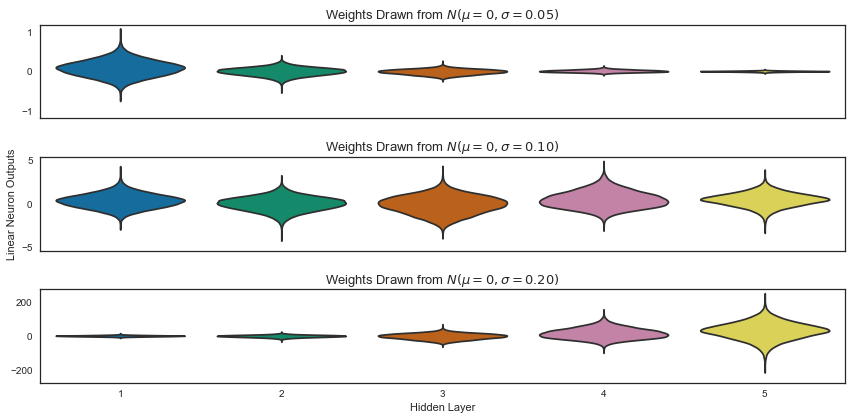 Weights Drawn from N(μ = 0, σ = 0.05)
1
0
−1
Weights Drawn from N(μ = 0, σ = 0.10)
5
0
−5
Linear Neuron Outputs
Weights Drawn from N(μ = 0, σ = 0.20)
200
0
−200
1 2 3 4 5
Hidden Layer